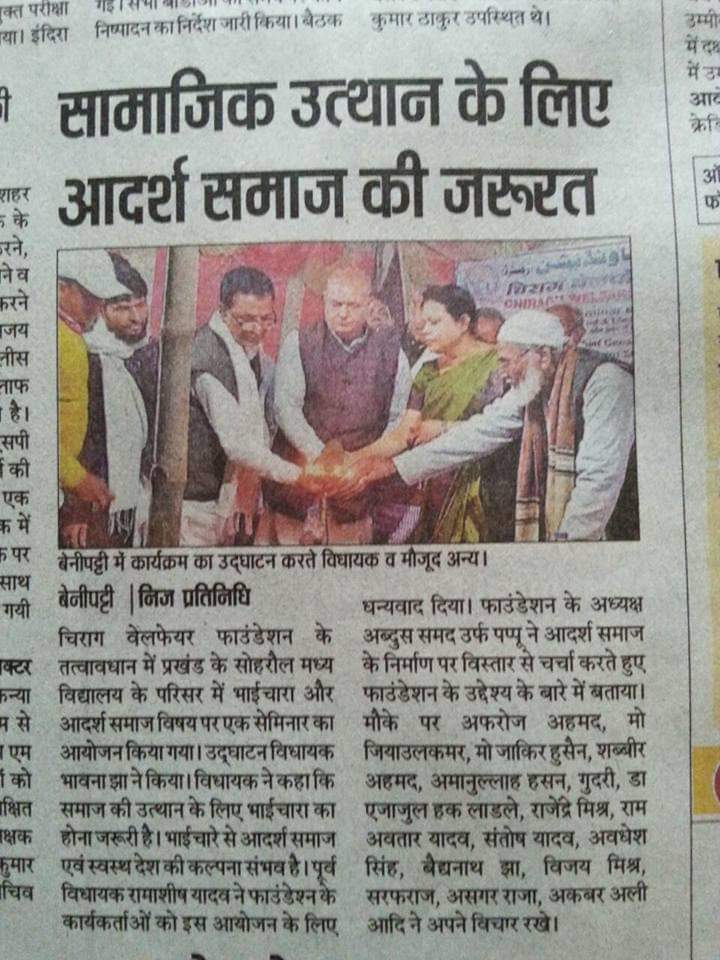 निष्पादन का निर्देश जारी किया। बैठक
कुमार ठाकुर उपस्थित थे।
सामाजिक उत्थान के लिए
आदर्श समाज की जरूरत
बेनीपट्टी में कार्यक्रम का उद्घाटन करते विधायक व मौजूद अन्य।
बेनीपट्टी | निज प्रतिनिधि
चिराग वेलफेयर फाउंडेशन के
तत्वावधान में प्रखंड के सोहरौल मध्य
विद्यालय के परिसर में भाईचारा और
आदर्श समाज विषय पर एक सेमिनार का
आयोजन किया गया। उद्घाटन विधायक
भावना झा ने किया। विधायक ने कहा कि
समाज की उत्थान के लिए भाईचारा का
होना जरूरी है। भाईचारे से आदर्श समाज
एवं स्वस्थ देश की कल्पना संभव है। पूर्व
विधायक रामाशीष यादव ने फाउंडेश्न के
कार्यकर्ताओं को इस आयोजन के लिए
धन्यवाद दिया। फाउंडेशन के अध्यक्ष
अब्दुस समद उर्फ पप्पू ने आदर्श समाज
के निर्माण पर विस्तार से चर्चा करते हुए
फाउंडेशन के उद्देश्य के बारे में बताया।
मौके पर अफरोज अहमद, मो
जियाउलकमर, मो जाकिर हुसैन, शब्बीर
अहमद, अमानुल्लाह हसन, गुदरी, डा
एजाजुल हक लाडले, राजेंद्र मिश्र, राम
अवतार यादव, संतोष यादव, अवधेश
सिंह, बैद्यनाथ झा, विजय मिश्र,
सरफराज, असगर राजा, अकबर अली
आदि ने अपने विचार रखे।